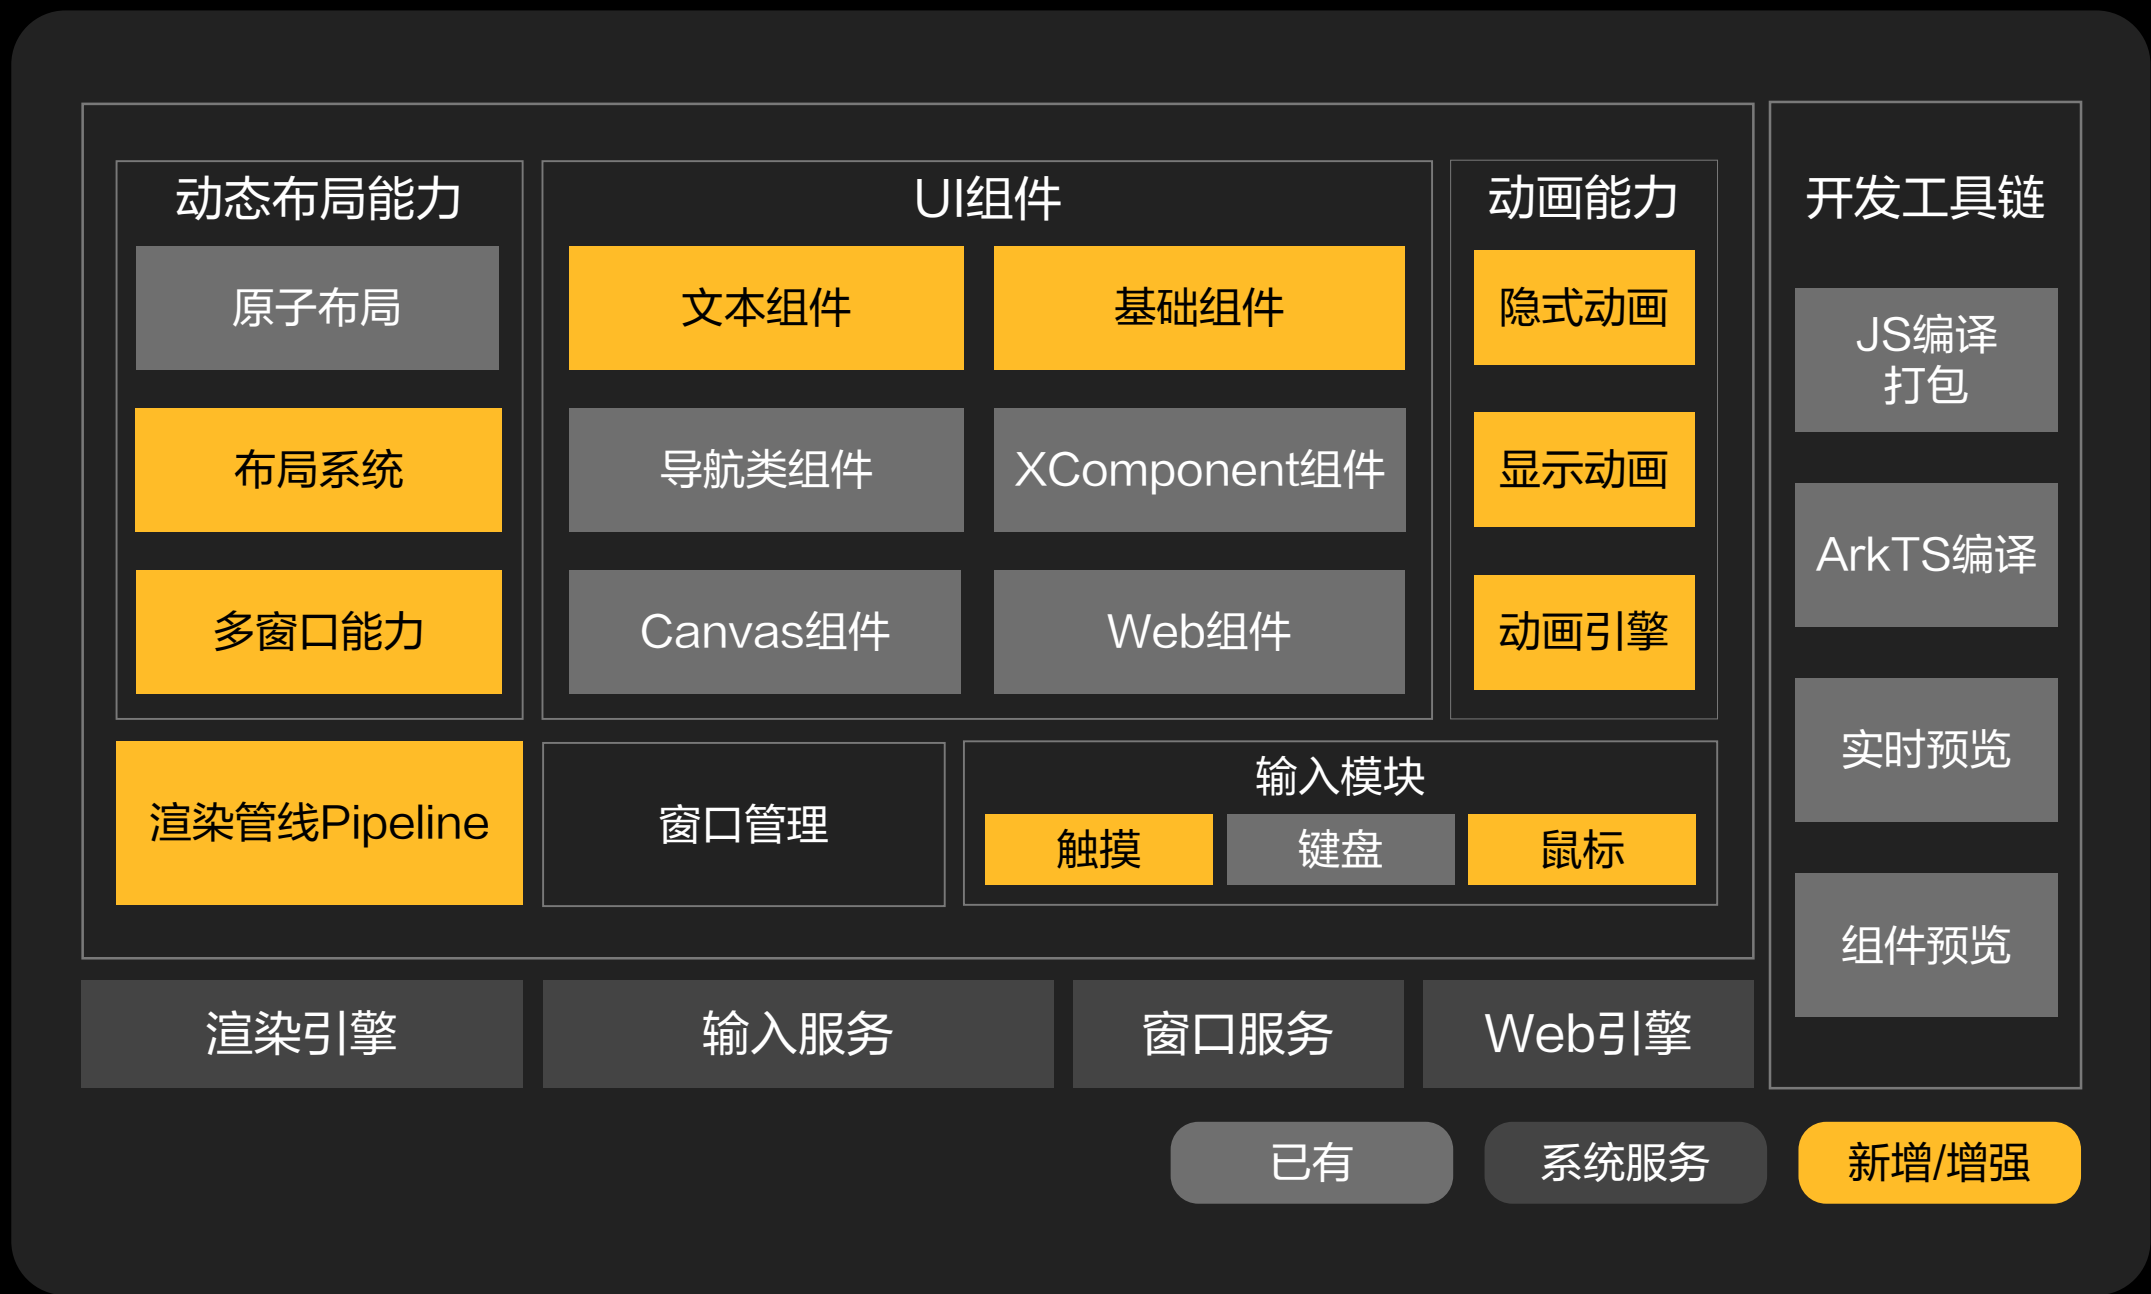 动态布局能力
原子布局
布局系统
多窗口能力
UI组件
文本组件
基础组件
导航类组件
XComponent组件
Canvas组件
Web组件
动画能力
隐式动画
显示动画
动画引擎
渲染管线Pipeline
窗口管理
输入模块
触摸
键盘
鼠标
开发工具链
JS编译
打包
ArkTS编译
实时预览
组件预览
渲染引擎
输入服务
窗口服务
Web引擎
已有
系统服务
新增/增强